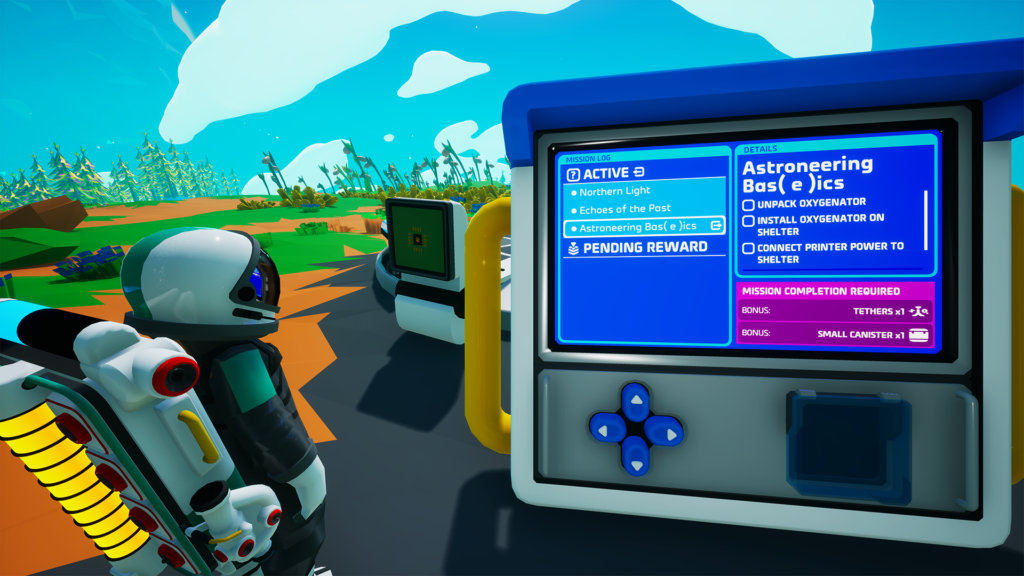 MISSION LOG
ACTIVE
Northern Light
Echoes of the Past
Astroneering Bas( e )ics
PENDING REWARD
DETAILS
Astroneering
Bas( e )ics
UNPACK OXYGENATOR
INSTALL OXYGENATOR ON
SHELTER
CONNECT PRINTER POWER TO
SHELTER
MISSION COMPLETION REQUIRED
BONUS: TETHERS x1
BONUS: SMALL CANISTER x1